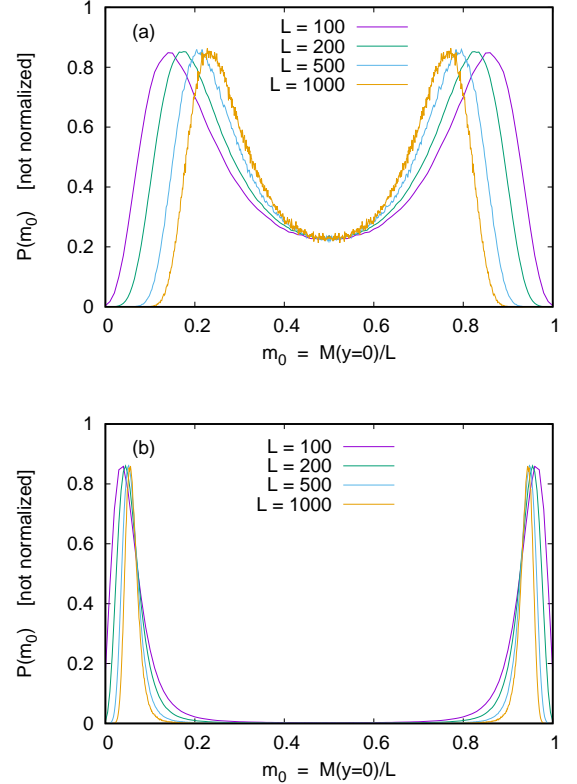 (a)
L = 100
L = 200
L = 500
L = 1000
P(m₀) [not normalized]
1
0.8
0.6
0.4
0.2
0
0 0.2 0.4 0.6 0.8 1
m₀ = M(y=0)/L
(b)
L = 100
L = 200
L = 500
L = 1000
P(m₀) [not normalized]
1
0.8
0.6
0.4
0.2
0
0 0.2 0.4 0.6 0.8 1
m₀ = M(y=0)/L